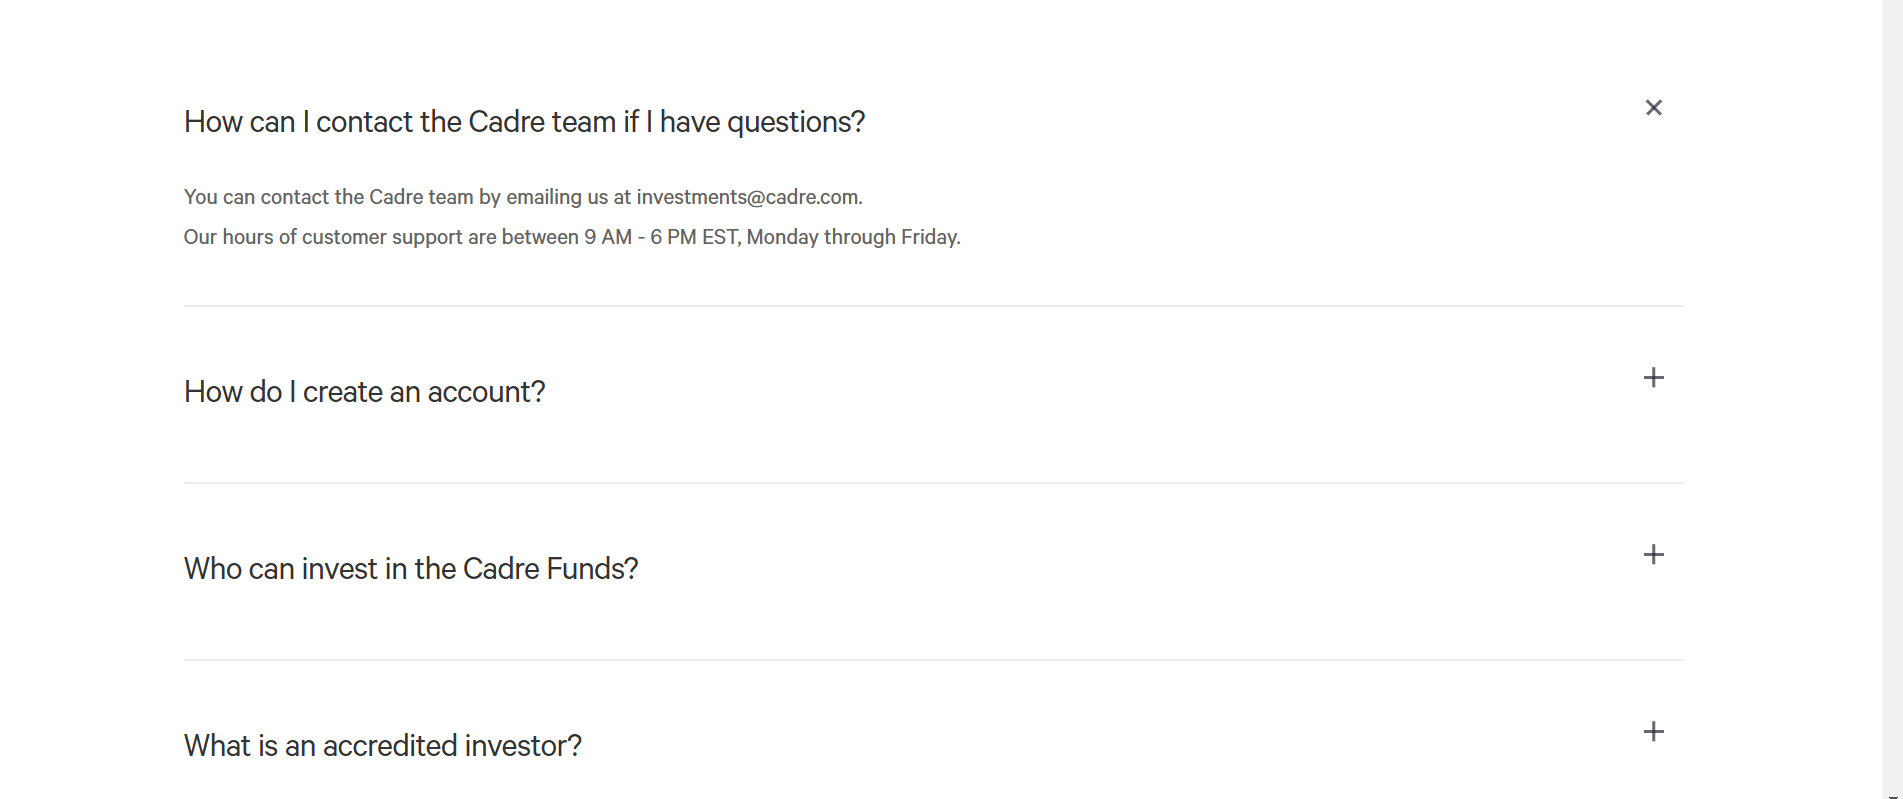 How can I contact the Cadre team if I have questions?
You can contact the Cadre team by emailing us at investments@cadre.com.
Our hours of customer support are between 9 AM - 6 PM EST, Monday through Friday.
How do I create an account?
Who can invest in the Cadre Funds?
What is an accredited investor?